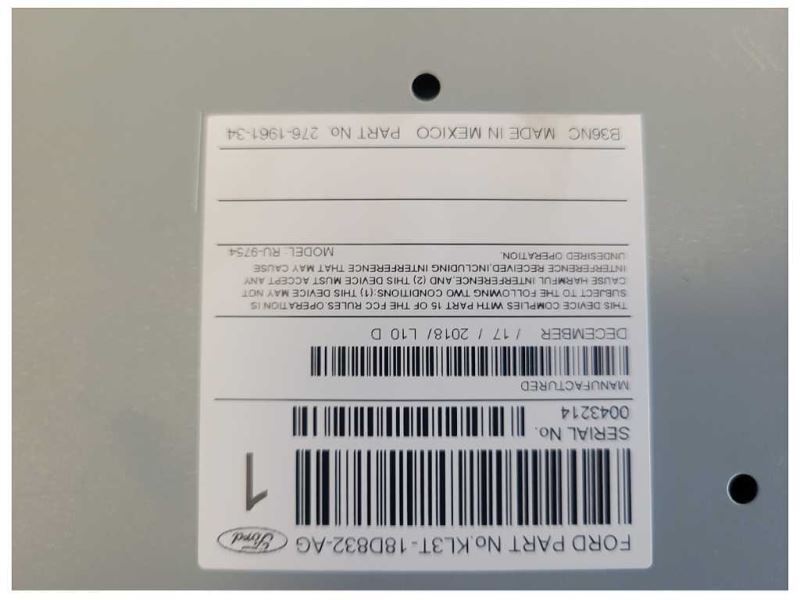 FORD PART No.KL3T-18D832-AG
Ford
1
SERIAL No.
0043214
MANUFACTURED
DECEMBER / 17 / 2018/ L10 D
THIS DEVICE COMPLIES WITH PART 15 OF THE FCC RULES. OPERATION IS
SUBJECT TO THE FOLLOWING TWO CONDITIONS:(1) THIS DEVICE MAY NOT
CAUSE HARMFUL INTERFERENCE,AND (2) THIS DEVICE MUST ACCEPT ANY
INTERFERENCE RECEIVED,INCLUDING INTERFERENCE THAT MAY CAUSE
UNDESIRED OPERATION. MODEL: RU-9754
B36NC MADE IN MEXICO PART No. 276-1961-34